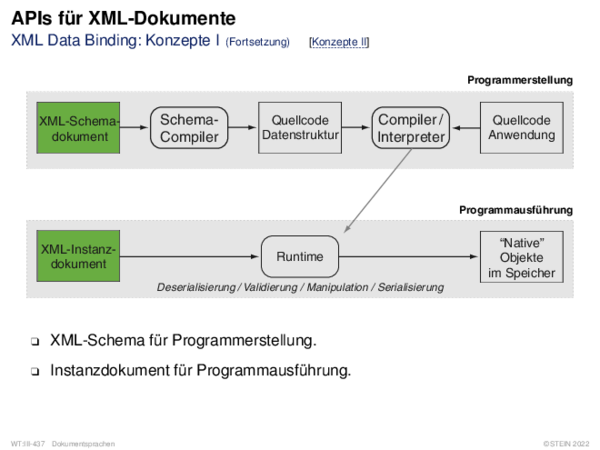 APIs für XML-Dokumente
XML Data Binding: Konzepte I (Fortsetzung) [Konzepte II]
Programmerstellung
XML-Schema-
dokument
Schema-
Compiler
Quellcode
Datenstruktur
Compiler /
Interpreter
Quellcode
Anwendung
Programmausführung
XML-Instanz-
dokument
Runtime
“Native”
Objekte
im Speicher
Deserialisierung / Validierung / Manipulation / Serialisierung
❑ XML-Schema für Programmerstellung.
❑ Instanzdokument für Programmausführung.
WT:III-437 Dokumentsprachen ©STEIN 2022